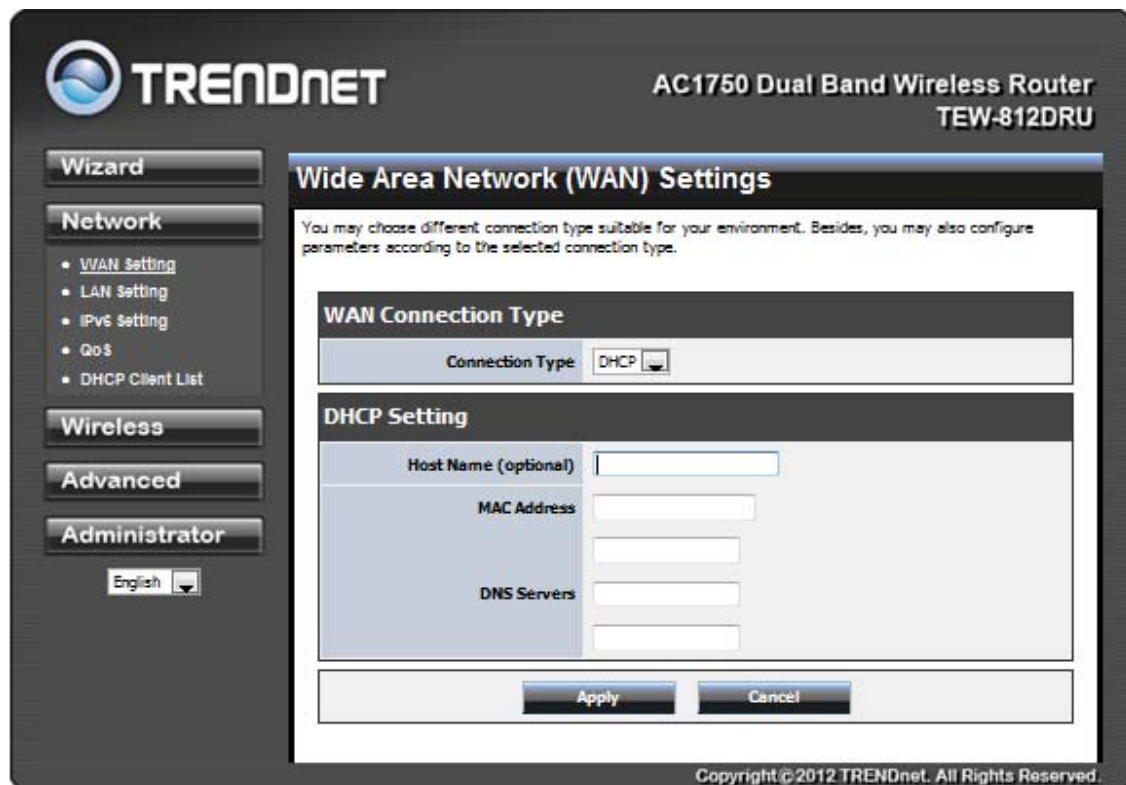 TRENDnet
AC1750 Dual Band Wireless Router
TEW-812DRU
Wizard
Network
WAN Setting
LAN Setting
IPv6 Setting
QoS
DHCP Client List
Wireless
Advanced
Administrator
English
Wide Area Network (WAN) Settings
You may choose different connection type suitable for your environment. Besides, you may also configure
parameters according to the selected connection type.
WAN Connection Type
Connection Type DHCP
DHCP Setting
Host Name (optional)
MAC Address
DNS Servers
Apply Cancel
Copyright © 2012 TRENDnet. All Rights Reserved.